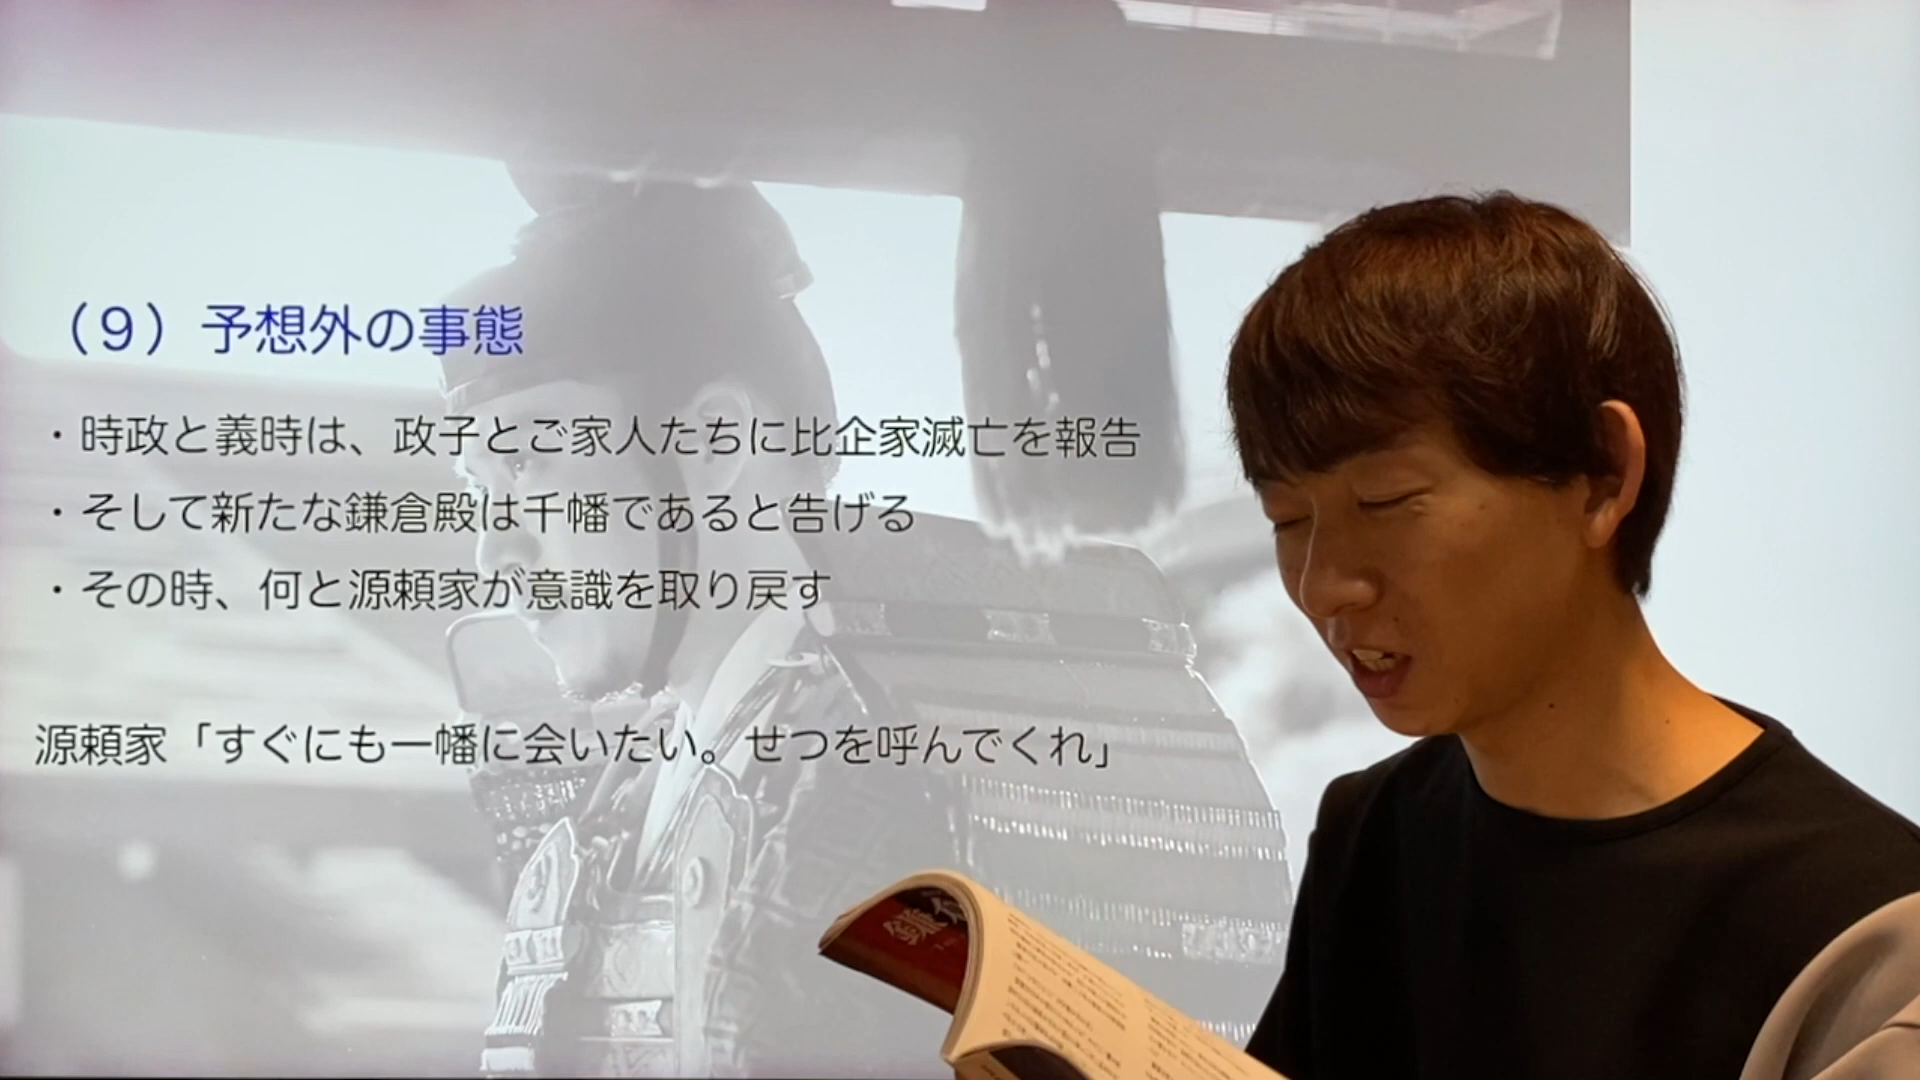 （９）予想外の事態
・時政と義時は、政子とご家人たちに比企家滅亡を報告
・そして新たな鎌倉殿は千幡であると告げる
・その時、何と源頼家が意識を取り戻す
源頼家「すぐにも一幡に会いたい。せつを呼んでくれ」